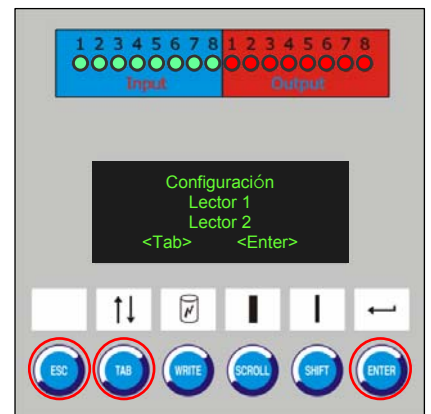 1 2 3 4 5 6 7 8 1 2 3 4 5 6 7 8
Input Output
Configuración
Lector 1
Lector 2
<Tab> <Enter>
ESC TAB WRITE SCROLL SHIFT ENTER